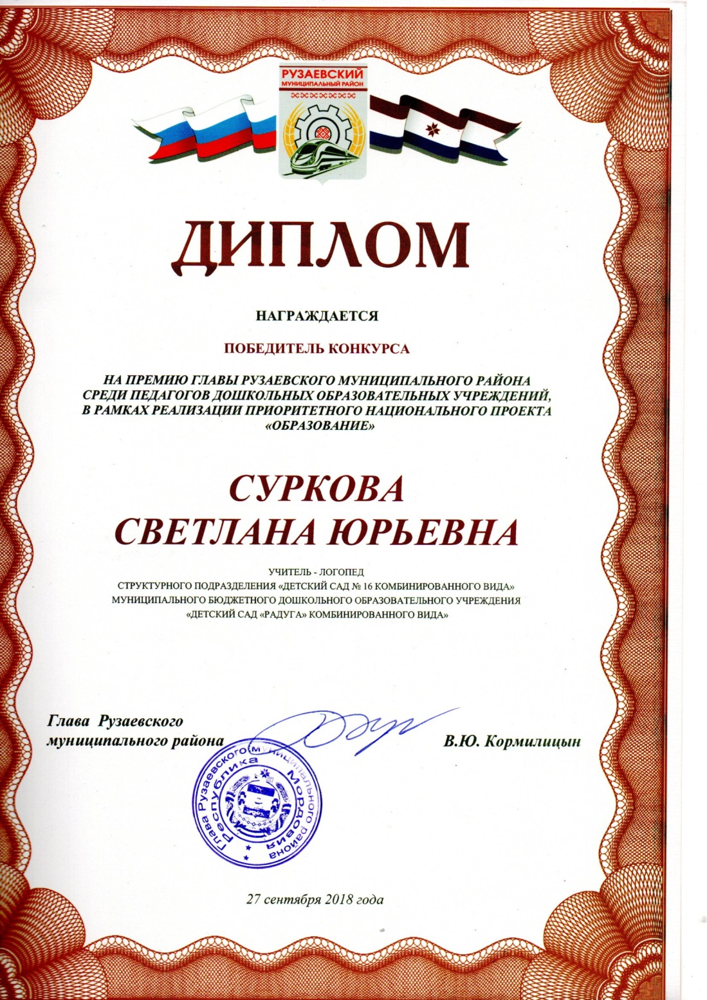 РУЗАЕВСКИЙ
МУНИЦИПАЛЬНЫЙ РАЙОН
ДИПЛОМ
НАГРАЖДАЕТСЯ
ПОБЕДИТЕЛЬ КОНКУРСА
НА ПРЕМИЮ ГЛАВЫ РУЗАЕВСКОГО МУНИЦИПАЛЬНОГО РАЙОНА
СРЕДИ ПЕДАГОГОВ ДОШКОЛЬНЫХ ОБРАЗОВАТЕЛЬНЫХ УЧРЕЖДЕНИЙ,
В РАМКАХ РЕАЛИЗАЦИИ ПРИОРИТЕТНОГО НАЦИОНАЛЬНОГО ПРОЕКТА
«ОБРАЗОВАНИЕ»
СУРКОВА
СВЕТЛАНА ЮРЬЕВНА
УЧИТЕЛЬ - ЛОГОПЕД
СТРУКТУРНОГО ПОДРАЗДЕЛЕНИЯ «ДЕТСКИЙ САД № 16 КОМБИНИРОВАННОГО ВИДА»
МУНИЦИПАЛЬНОГО БЮДЖЕТНОГО ДОШКОЛЬНОГО ОБРАЗОВАТЕЛЬНОГО УЧРЕЖДЕНИЯ
«ДЕТСКИЙ САД «РАДУГА» КОМБИНИРОВАННОГО ВИДА»
Глава Рузаевского
муниципального района
В.Ю. Кормилицын
Глава Рузаевского муниципального района
Республика Мордовия
27 сентября 2018 года